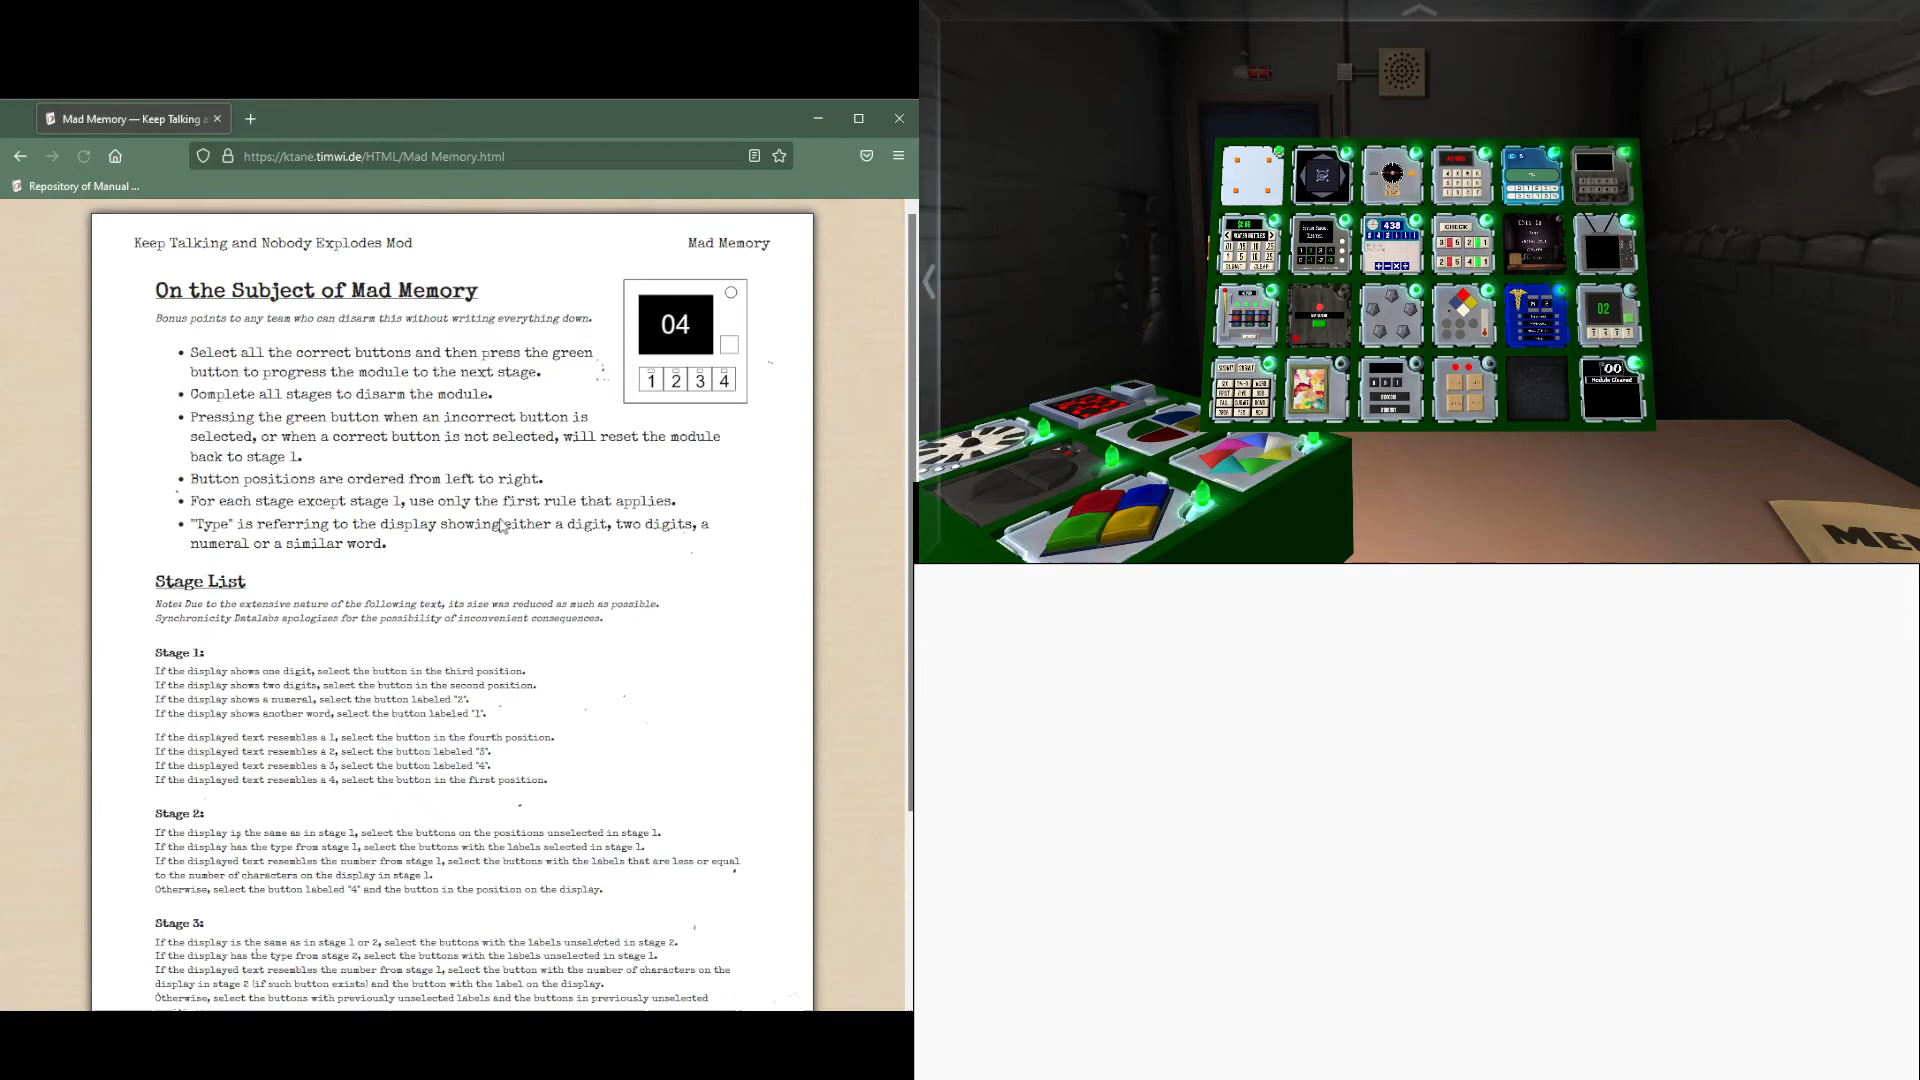 Mad Memory — Keep Talking a
https://ktane.timwi.de/HTML/Mad Memory.html
Repository of Manual ...
Keep Talking and Nobody Explodes Mod
Mad Memory
On the Subject of Mad Memory
Bonus points to any team who can disarm this without writing everything down.
04
1 2 3 4
• Select all the correct buttons and then press the green
button to progress the module to the next stage.
• Complete all stages to disarm the module.
• Pressing the green button when an incorrect button is
selected, or when a correct button is not selected, will reset the module
back to stage 1.
• Button positions are ordered from left to right.
• For each stage except stage 1, use only the first rule that applies.
• "Type" is referring to the display showing either a digit, two digits, a
numeral or a similar word.
Stage List
Note: Due to the extensive nature of the following text, its size was reduced as much as possible.
Synchronicity Datalabs apologizes for the possibility of inconvenient consequences.
Stage 1:
If the display shows one digit, select the button in the third position.
If the display shows two digits, select the button in the second position.
If the display shows a numeral, select the button labeled "2".
If the display shows another word, select the button labeled "1".
If the displayed text resembles a 1, select the button in the fourth position.
If the displayed text resembles a 2, select the button labeled "3".
If the displayed text resembles a 3, select the button labeled "4".
If the displayed text resembles a 4, select the button in the first position.
Stage 2:
If the display is the same as in stage 1, select the buttons on the positions unselected in stage 1.
If the display has the type from stage 1, select the buttons with the labels selected in stage 1.
If the displayed text resembles the number from stage 1, select the buttons with the labels that are less or equal
to the number of characters on the display in stage 1.
Otherwise, select the button labeled "4" and the button in the position on the display.
Stage 3:
If the display is the same as in stage 1 or 2, select the buttons with the labels unselected in stage 2.
If the display has the type from stage 2, select the buttons with the labels unselected in stage 1.
If the displayed text resembles the number from stage 1, select the button with the number of characters on the
display in stage 2 (if such button exists) and the button with the label on the display.
Otherwise, select the buttons with previously unselected labels and the buttons in previously unselected
438
CHECK
02
00
Module Cleared